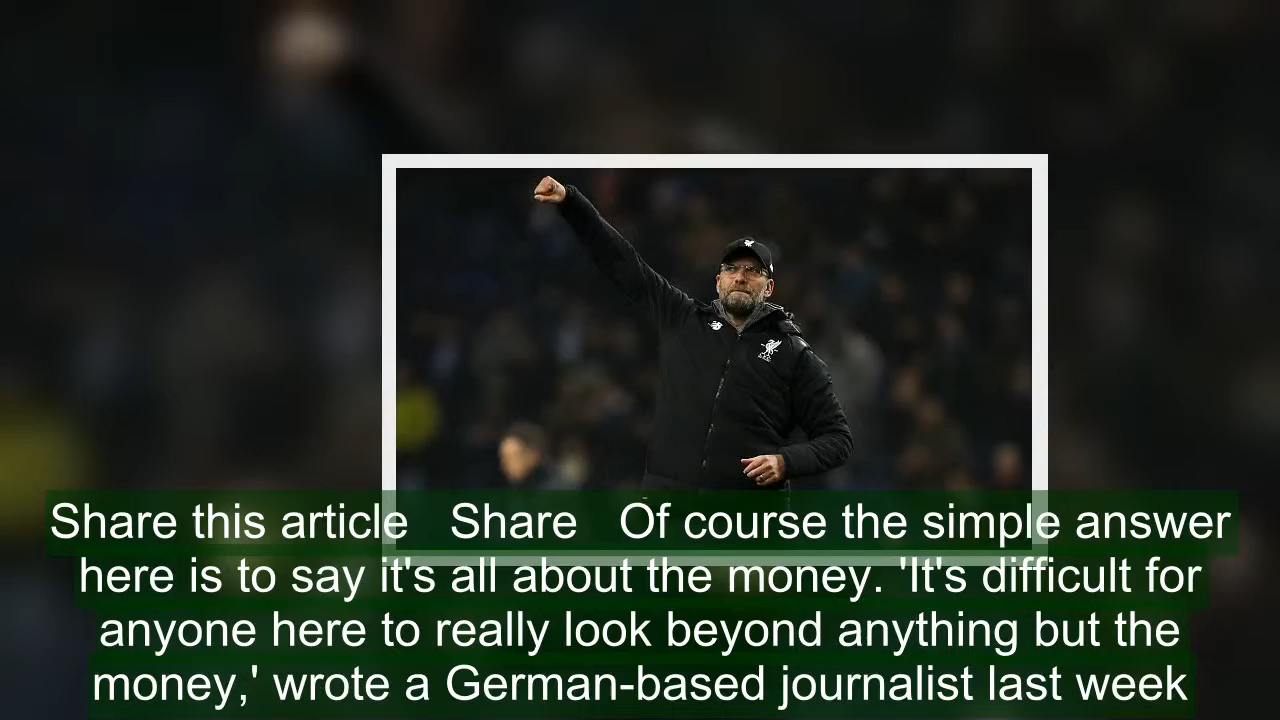 Share this article   Share   Of course the simple answer
here is to say it's all about the money. 'It's difficult for
anyone here to really look beyond anything but the
money,' wrote a German-based journalist last week